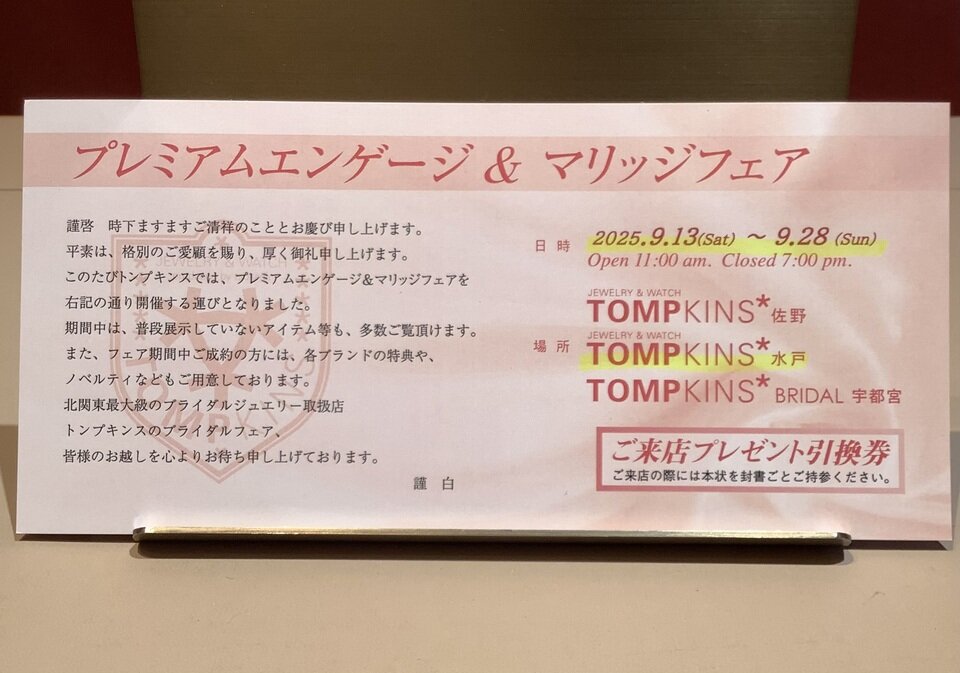 プレミアムエンゲージ & マリッジフェア
謹啓 時下ますますご清祥のこととお慶び申し上げます。
平素は、格別のご愛顧を賜り、厚く御礼申し上げます。
このたびトンプキンスでは、プレミアムエンゲージ&マリッジフェアを
右記の通り開催する運びとなりました。
期間中は、普段展示していないアイテム等も、多数ご覧頂けます。
また、フェア期間中ご成約の方には、各ブランドの特典や、
ノベルティなどもご用意しております。
北関東最大級のブライダルジュエリー取扱店
トンプキンスのブライダルフェア、
皆様のお越しを心よりお待ち申し上げております。
謹 白
日 時 2025.9.13(Sat) ~ 9.28 (Sun)
Open 11:00 am. Closed 7:00 pm.
場 所
JEWELRY & WATCH
TOMPKINS* 佐野
JEWELRY & WATCH
TOMPKINS* 水戸
TOMPKINS* BRIDAL 宇都宮
ご来店プレゼント引換券
ご来店の際には本状を封書ごとご持参ください。
JEWELRY & WATCH
TOMPKINS